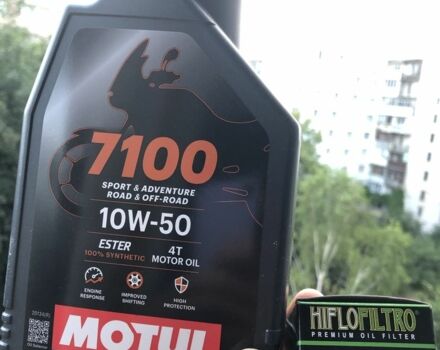 7100
SPORT & ADVENTURE
ROAD & OFF-ROAD
10W-50
ESTER
100% SYNTHETIC
4T
MOTOR OIL
ENGINE
RESPONSE
IMPROVED
SHIFTING
HIGH
PROTECTION
MOTUL
HIFLOFILTRO
PREMIUM OIL FILTER